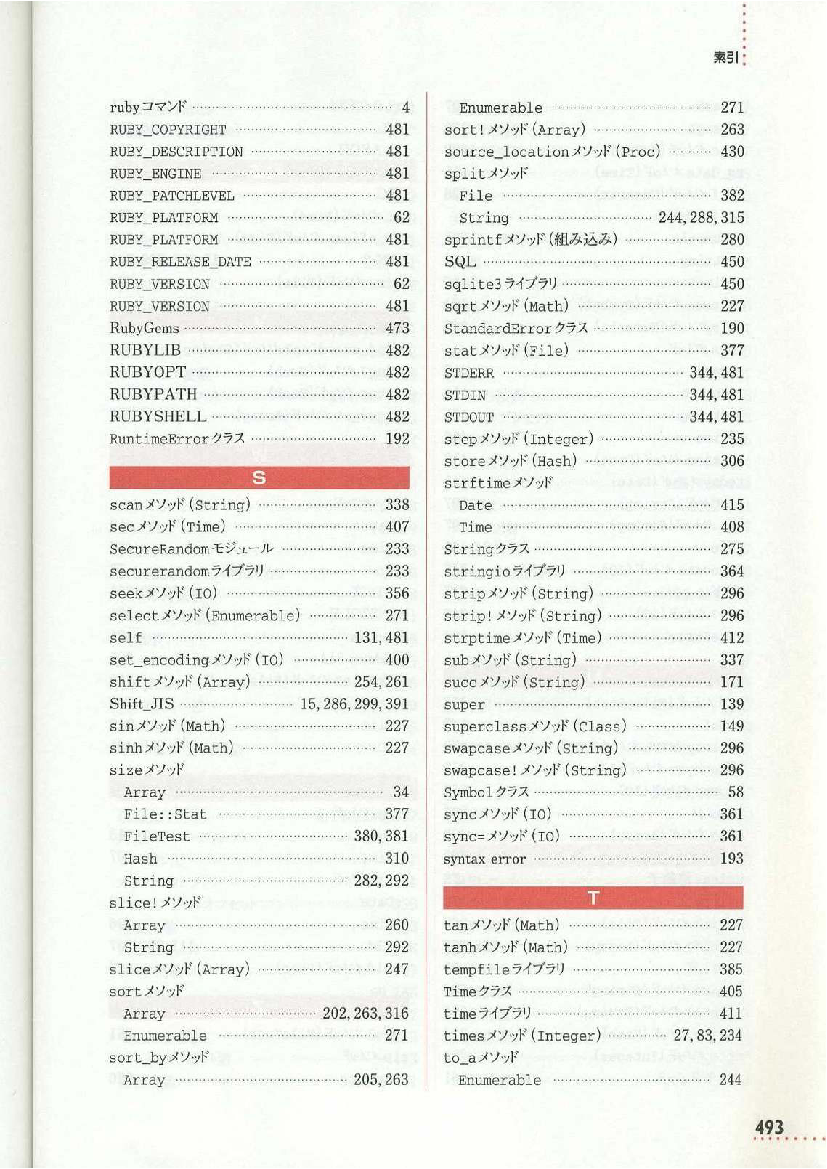 索引
rubyコマンド 4
RUBY_COPYRIGHT 481
RUBY_DESCRIPTION 481
RUBY_ENGINE 481
RUBY_PATCHLEVEL 481
RUBY_PLATFORM 62
RUBY_PLATFORM 481
RUBY_RELEASE_DATE 481
RUBY_VERSION 62
RUBY_VERSION 481
RubyGems 473
RUBYLIB 482
RUBYOPT 482
RUBYPATH 482
RUBYSHELL 482
RuntimeErrorクラス 192
S
scanメソッド(String) 338
secメソッド(Time) 407
SecureRandomモジュール 233
securerandomライブラリ 233
seekメソッド(IO) 356
selectメソッド(Enumerable) 271
self 131,481
set_encodingメソッド(IO) 400
shiftメソッド(Array) 254,261
Shift_JIS 15,286,299,391
sinメソッド(Math) 227
sinhメソッド(Math) 227
sizeメソッド
Array 34
File::Stat 377
FileTest 380,381
Hash 310
String 282,292
slice!メソッド
Array 260
String 292
sliceメソッド(Array) 247
sortメソッド
Array 202,263,316
Enumerable 271
sort_byメソッド
Array 205,263
Enumerable 271
sort!メソッド(Array) 263
source_locationメソッド(Proc) 430
splitメソッド
File 382
String 244,288,315
sprintfメソッド(組み込み) 280
SQL 450
sqlite3ライブラリ 450
sqrtメソッド(Math) 227
StandardErrorクラス 190
statメソッド(File) 377
STDERR 344,481
STDIN 344,481
STDOUT 344,481
stepメソッド(Integer) 235
storeメソッド(Hash) 306
strftimeメソッド
Date 415
Time 408
Stringクラス 275
stringioライブラリ 364
stripメソッド(String) 296
strip!メソッド(String) 296
strptimeメソッド(Time) 412
subメソッド(String) 337
succメソッド(String) 171
super 139
superclassメソッド(Class) 149
swapcaseメソッド(String) 296
swapcase!メソッド(String) 296
Symbolクラス 58
syncメソッド(IO) 361
sync=メソッド(IO) 361
syntax error 193
T
tanメソッド(Math) 227
tanhメソッド(Math) 227
tempfileライブラリ 385
Timeクラス 405
timeライブラリ 411
timesメソッド(Integer) 27,83,234
to_aメソッド
Enumerable 244
493